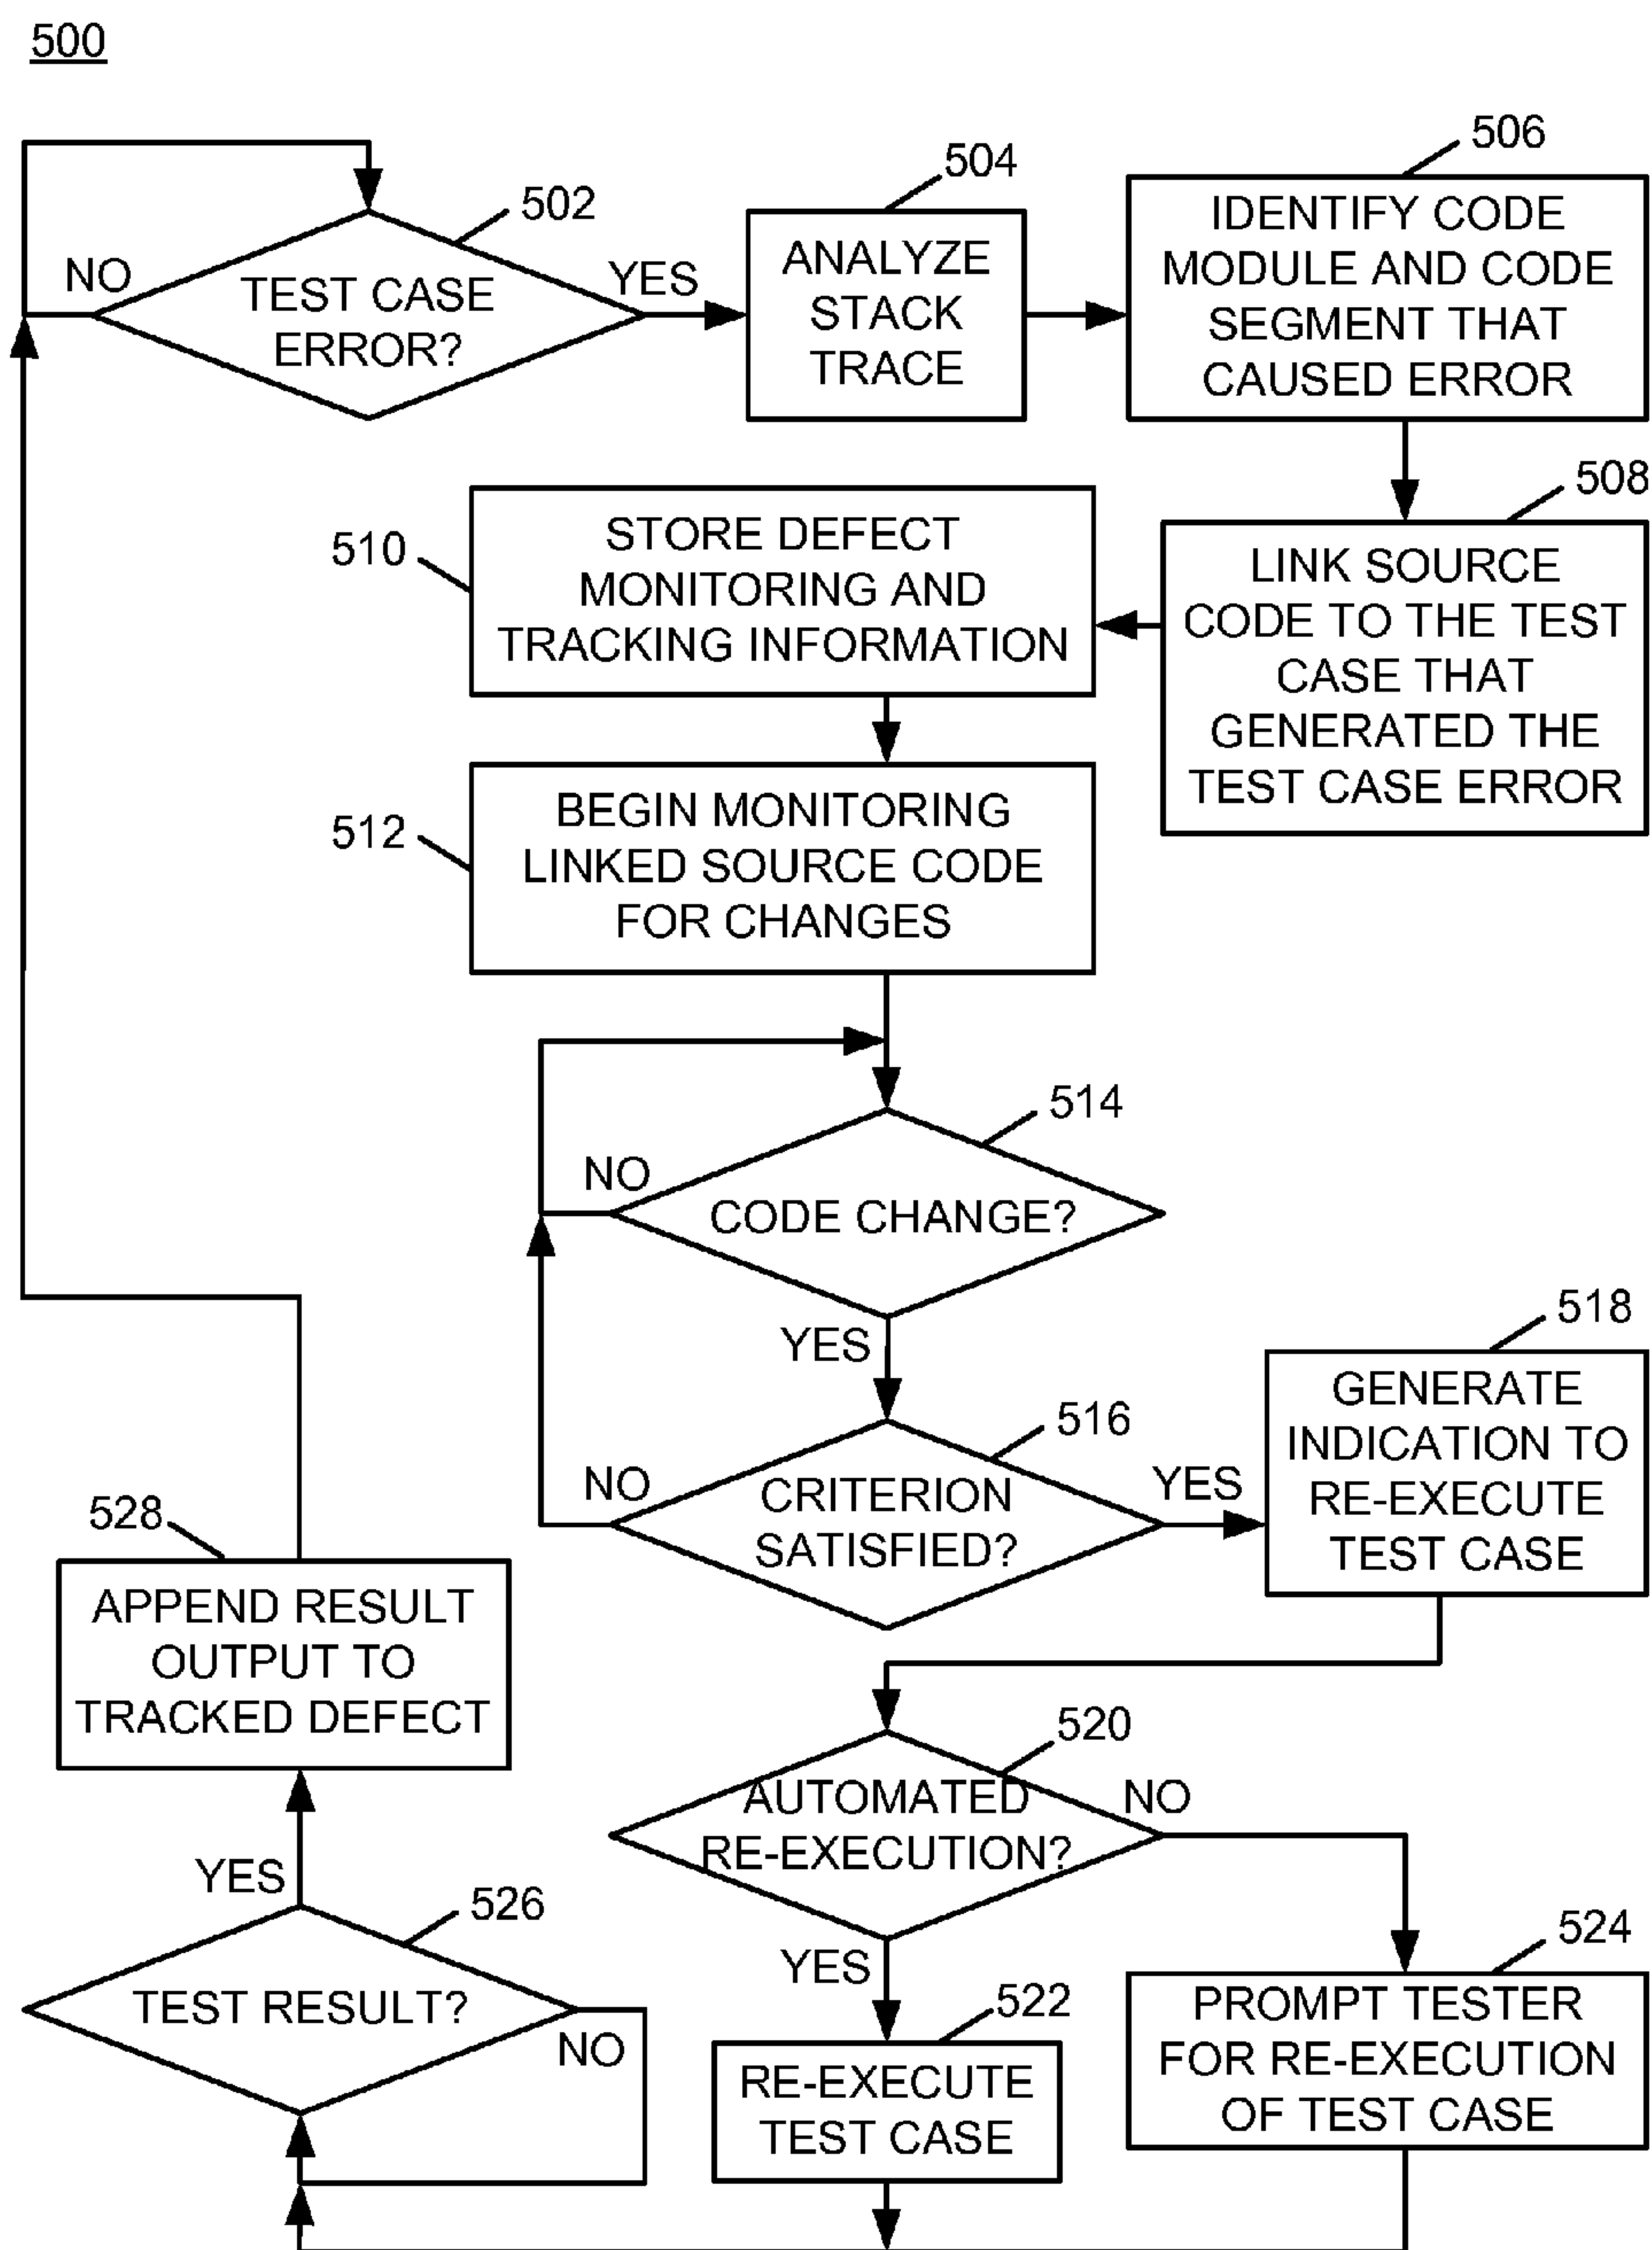 500
502
TEST CASE
ERROR?
NO
YES
504
ANALYZE
STACK
TRACE
506
IDENTIFY CODE
MODULE AND CODE
SEGMENT THAT
CAUSED ERROR
508
LINK SOURCE
CODE TO THE TEST
CASE THAT
GENERATED THE
TEST CASE ERROR
510
STORE DEFECT
MONITORING AND
TRACKING INFORMATION
512
BEGIN MONITORING
LINKED SOURCE CODE
FOR CHANGES
514
NO
CODE CHANGE?
YES
516
NO
CRITERION
SATISFIED?
YES
518
GENERATE
INDICATION TO
RE-EXECUTE
TEST CASE
520
AUTOMATED
RE-EXECUTION?
NO
YES
522
RE-EXECUTE
TEST CASE
524
PROMPT TESTER
FOR RE-EXECUTION
OF TEST CASE
526
TEST RESULT?
NO
YES
528
APPEND RESULT
OUTPUT TO
TRACKED DEFECT